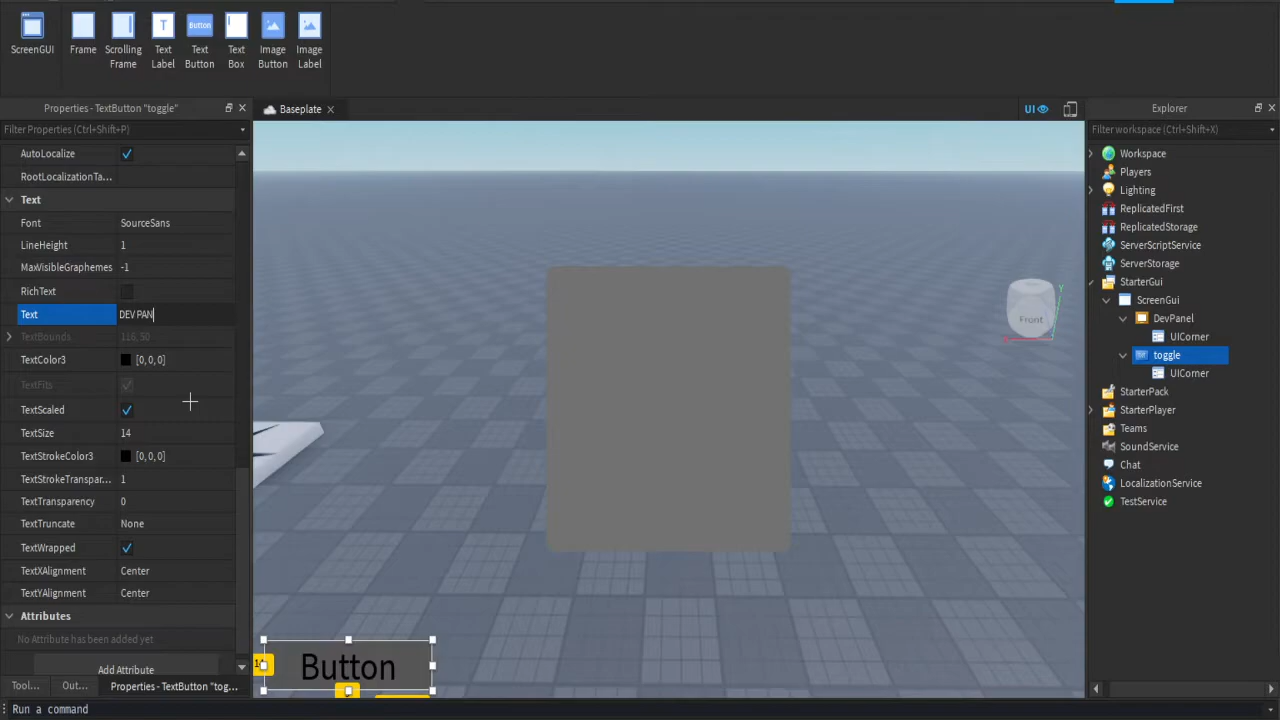 ScreenGUI
Frame
Scrolling Frame
Text Label
Text Button
Text Box
Image Button
Image Label
T
Button
Properties - TextButton "toggle"
Filter Properties (Ctrl+Shift+P)
AutoLocalize
RootLocalizationTa...
Text
Font SourceSans
LineHeight 1
MaxVisibleGraphemes -1
RichText
Text DEV PAN
TextBounds 116, 50
TextColor3 [0, 0, 0]
TextFits
TextScaled
TextSize 14
TextStrokeColor3 [0, 0, 0]
TextStrokeTranspar... 1
TextTransparency 0
TextTruncate None
TextWrapped
TextXAlignment Center
TextYAlignment Center
Attributes
No Attribute has been added yet
Add Attribute
Tool... Out... Properties - TextButton "tog...
Run a command
Baseplate
UI
Front
Y
Button
Explorer
Filter workspace (Ctrl+Shift+X)
Workspace
Players
Lighting
ReplicatedFirst
ReplicatedStorage
ServerScriptService
ServerStorage
StarterGui
ScreenGui
DevPanel
UICorner
toggle
UICorner
StarterPack
StarterPlayer
Teams
SoundService
Chat
LocalizationService
TestService